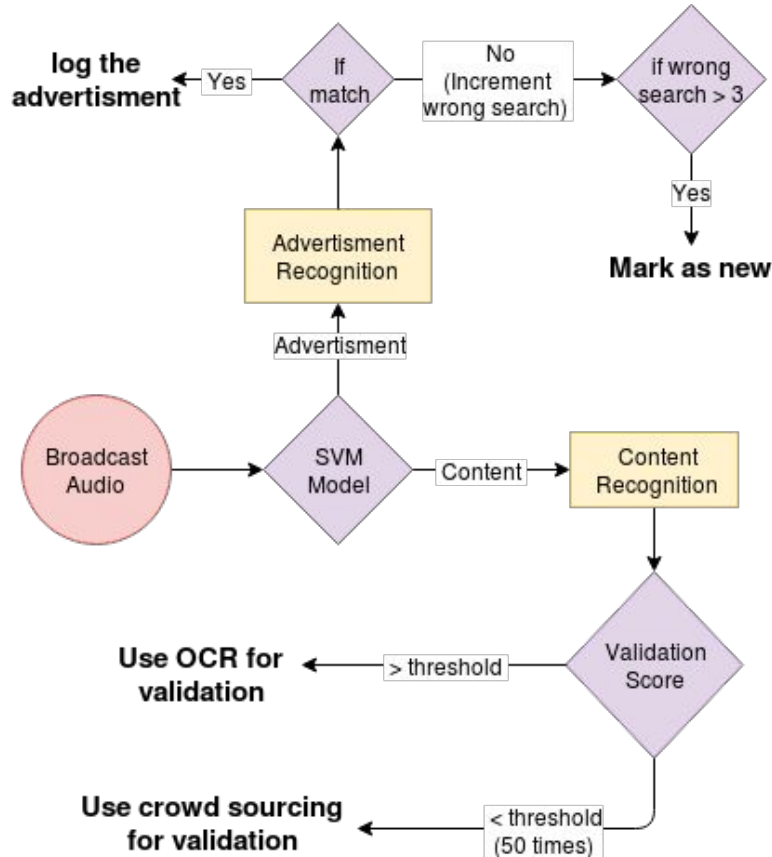 log the
advertisment
Yes
If
match
No
(Increment
wrong search)
if wrong
search > 3
Yes
Mark as new
Advertisment
Recognition
Advertisment
Broadcast
Audio
SVM
Model
Content
Content
Recognition
Validation
Score
> threshold
Use OCR for
validation
< threshold
(50 times)
Use crowd sourcing
for validation